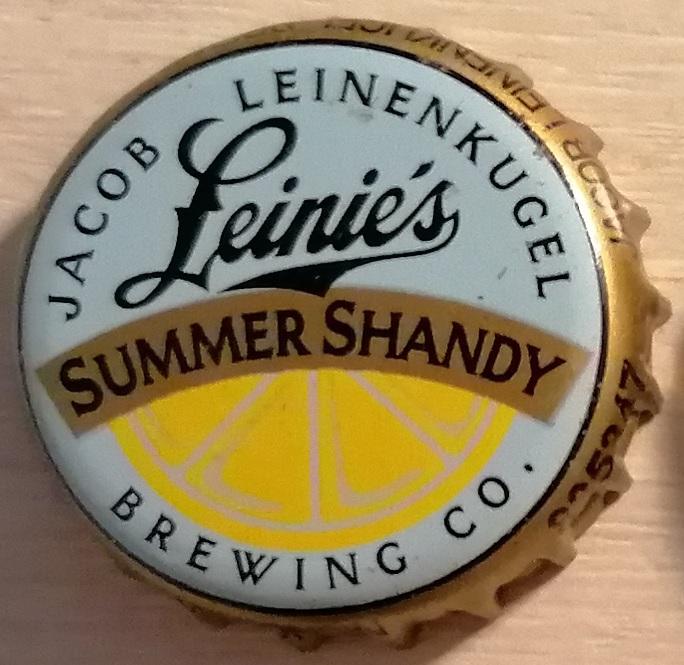 JACOB LEINENKUGEL
Leinie's
SUMMER SHANDY
BREWING CO.